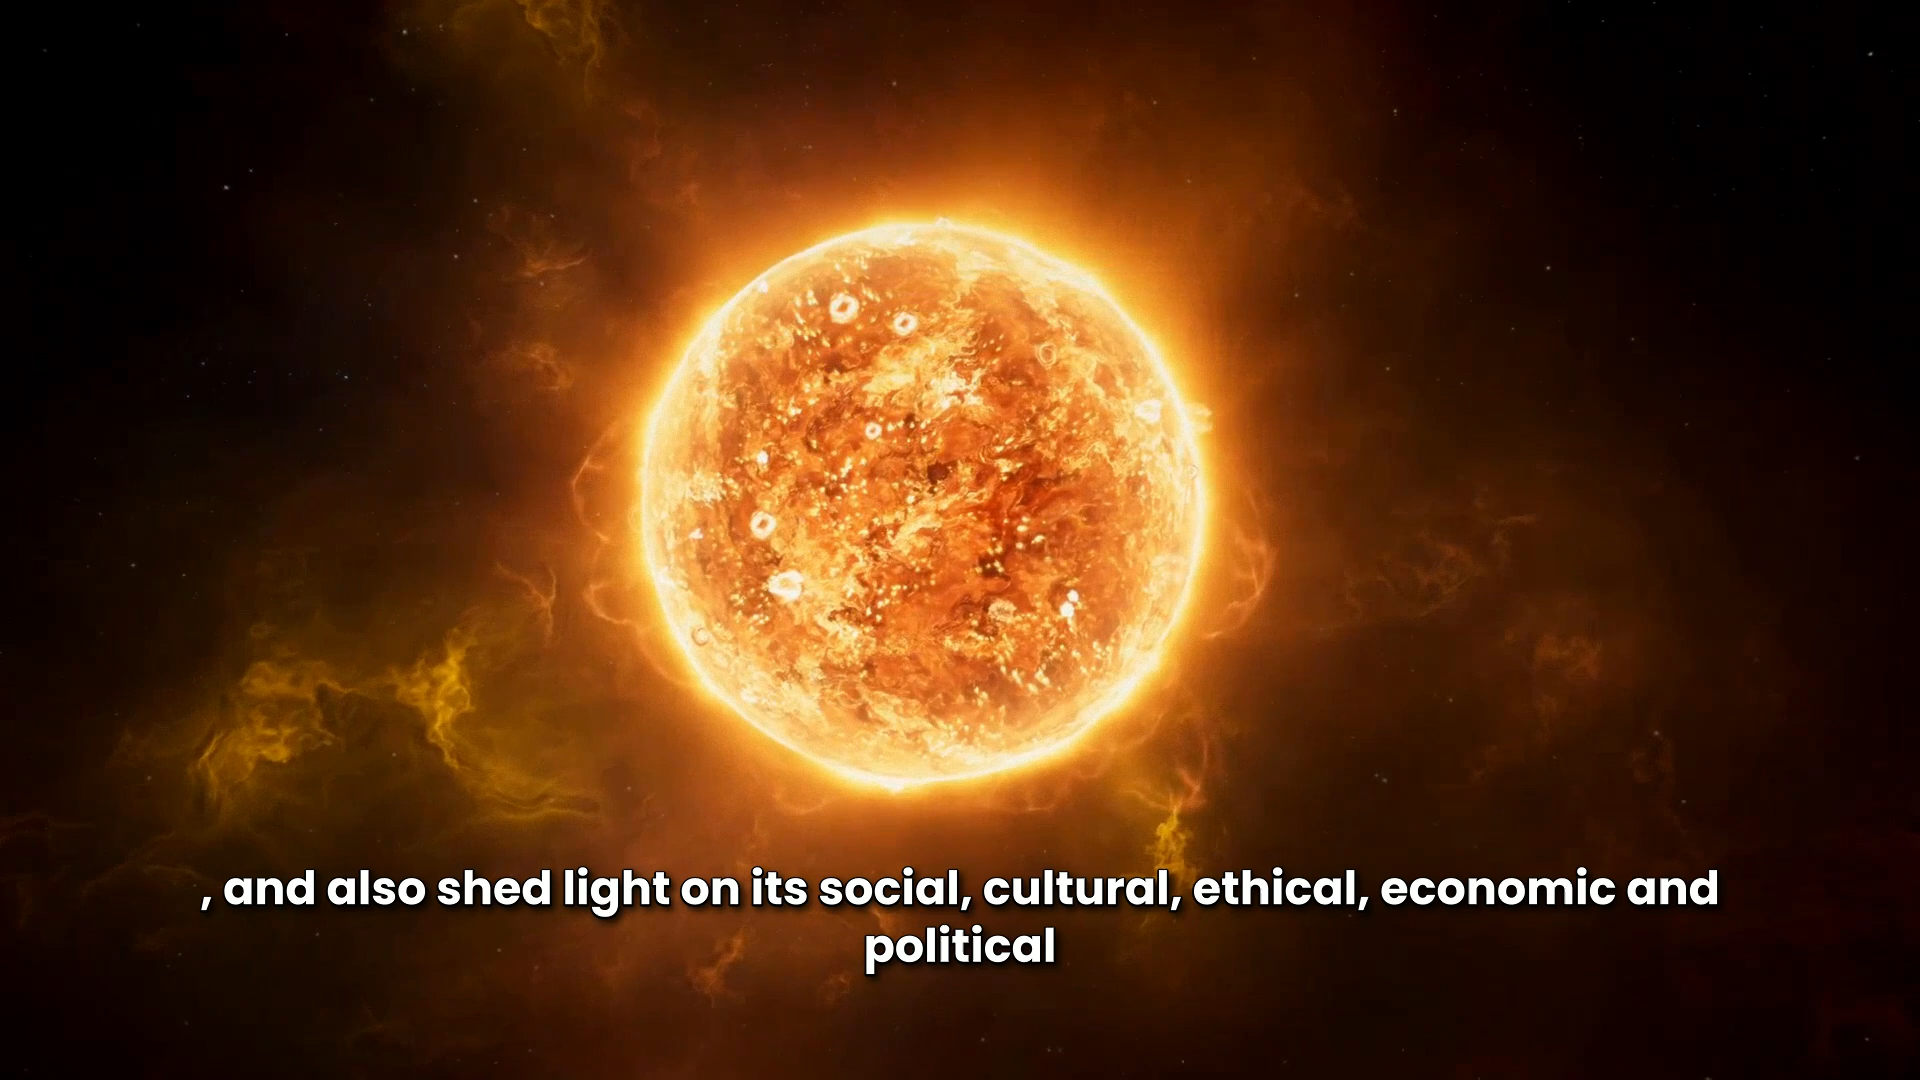 , and also shed light on its social, cultural, ethical, economic and
political